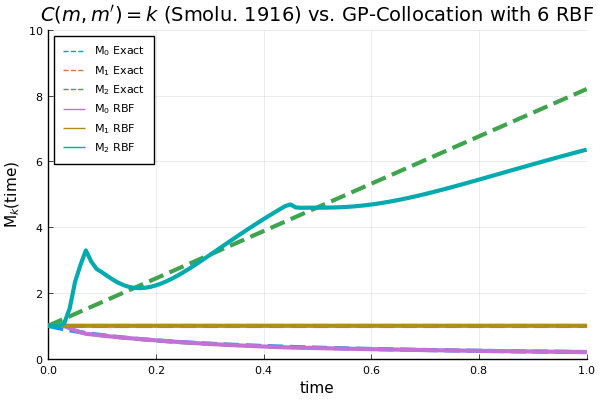 C(m, m′) = k (Smolu. 1916) vs. GP-Collocation with 6 RBF
10
8
6
4
2
0
M₀ Exact
M₁ Exact
M₂ Exact
M₀ RBF
M₁ RBF
M₂ RBF
Mₖ(time)
0.0 0.2 0.4 0.6 0.8 1.0
time